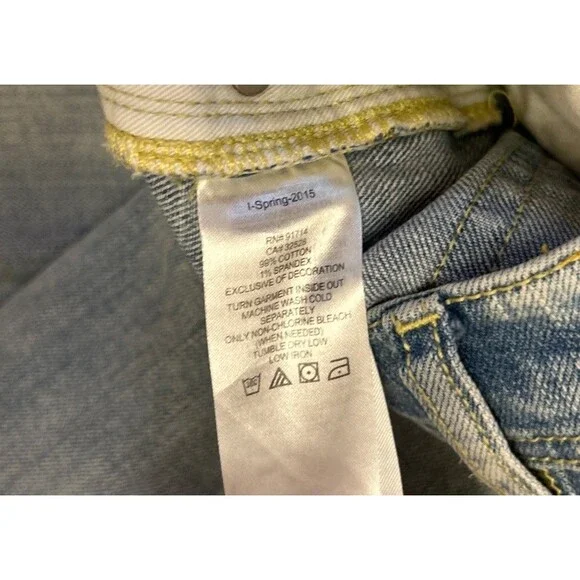 I-Spring-2015
RN# 91714
CA# 32828
99% COTTON
1% SPANDEX
EXCLUSIVE OF DECORATION
TURN GARMENT INSIDE OUT
MACHINE WASH COLD
SEPARATELY
ONLY NON-CHLORINE BLEACH
(WHEN NEEDED)
TUMBLE DRY LOW
LOW IRON